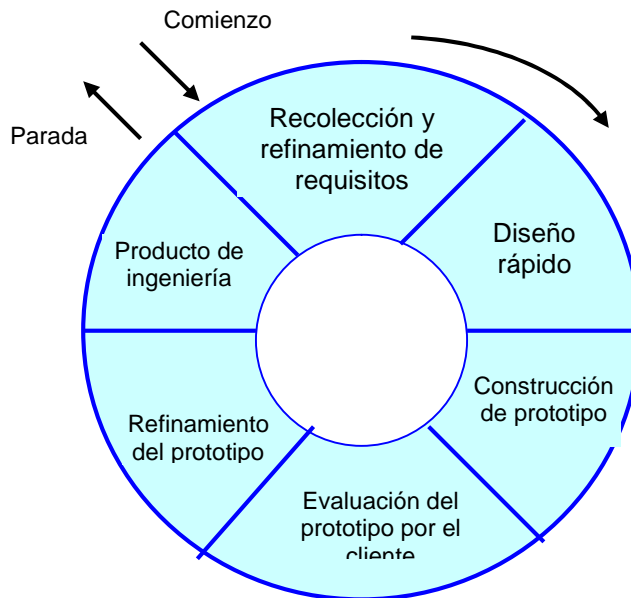 Comienzo
Parada
Recolección y
refinamiento de
requisitos
Diseño
rápido
Construcción
de prototipo
Evaluación del
prototipo por el
cliente
Refinamiento
del prototipo
Producto de
ingeniería